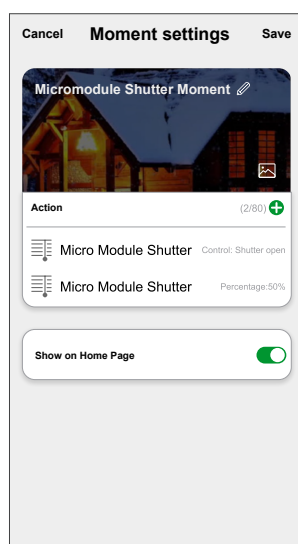 Cancel Moment settings Save
Micromodule Shutter Moment
Action (2/80)
Micro Module Shutter Control: Shutter open
Micro Module Shutter Percentage:50%
Show on Home Page